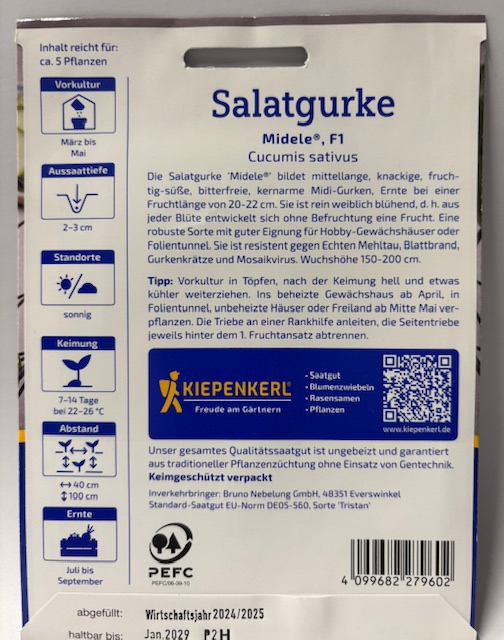 Inhalt reicht für:
ca. 5 Pflanzen
Vorkultur
März bis
Mai
Aussaattiefe
2–3 cm
Standorte
sonnig
Keimung
7–14 Tage
bei 22–26 °C
Abstand
↔ 40 cm
↕ 100 cm
Ernte
Juli bis
September
Salatgurke
Midele®, F1
Cucumis sativus
Die Salatgurke 'Midele®' bildet mittellange, knackige, fruch-
tig-süße, bitterfreie, kernarme Midi-Gurken, Ernte bei einer
Fruchtlänge von 20-22 cm. Sie ist rein weiblich blühend, d. h. aus
jeder Blüte entwickelt sich ohne Befruchtung eine Frucht. Eine
robuste Sorte mit guter Eignung für Hobby-Gewächshäuser oder
Folientunnel. Sie ist resistent gegen Echten Mehltau, Blattbrand,
Gurkenkrätze und Mosaikvirus. Wuchshöhe 150-200 cm.
Tipp: Vorkultur in Töpfen, nach der Keimung hell und etwas
kühler weiterziehen. Ins beheizte Gewächshaus ab April, in
Folientunnel, unbeheizte Häuser oder Freiland ab Mitte Mai ver-
pflanzen. Die Triebe an einer Rankhilfe anleiten, die Seitentriebe
jeweils hinter dem 1. Fruchtansatz abtrennen.
KIEPENKERL®
Freude am Gärtnern
• Saatgut
• Blumenzwiebeln
• Rasensamen
• Pflanzen
www.kiepenkerl.de
Unser gesamtes Qualitätssaatgut ist ungebeizt und garantiert
aus traditioneller Pflanzenzüchtung ohne Einsatz von Gentechnik.
Keimgeschützt verpackt
Inverkehrbringer: Bruno Nebelung GmbH, 48351 Everswinkel
Standard-Saatgut EU-Norm DE05-560, Sorte 'Tristan'
PEFC
PEFC/06-39-10
4 099682 279602
abgefüllt: Wirtschaftsjahr 2024/2025
haltbar bis: Jan.2029 P2H